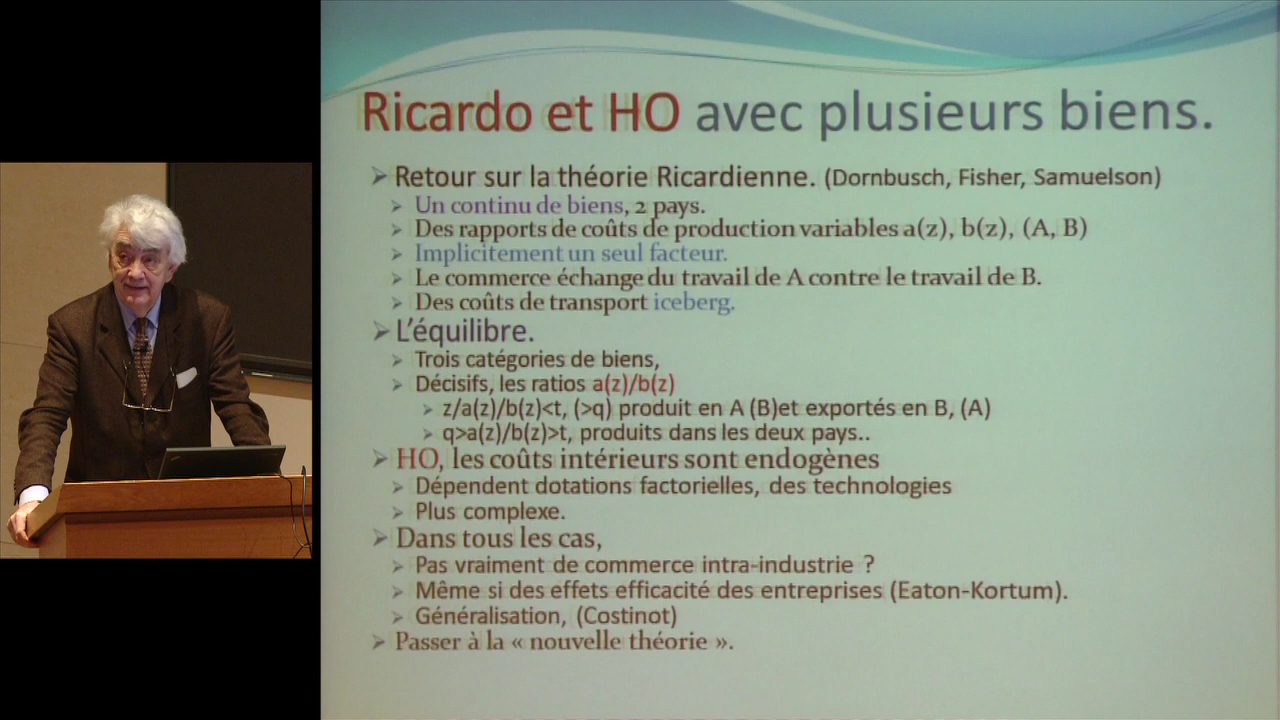 Ricardo et HO avec plusieurs biens.
Retour sur la théorie Ricardienne. (Dornbusch, Fisher, Samuelson)
Un continu de biens, 2 pays.
Des rapports de coûts de production variables a(z), b(z), (A, B)
Implicitement un seul facteur.
Le commerce échange du travail de A contre le travail de B.
Des coûts de transport iceberg.
L'équilibre.
Trois catégories de biens,
Décisifs, les ratios a(z)/b(z)
z/a(z)/b(z)<t, (>q) produit en A (B)et exportés en B, (A)
q>a(z)/b(z)>t, produits dans les deux pays..
HO, les coûts intérieurs sont endogènes
Dépendent dotations factorielles, des technologies
Plus complexe.
Dans tous les cas,
Pas vraiment de commerce intra-industrie ?
Même si des effets efficacité des entreprises (Eaton-Kortum).
Généralisation, (Costinot)
Passer à la « nouvelle théorie ».